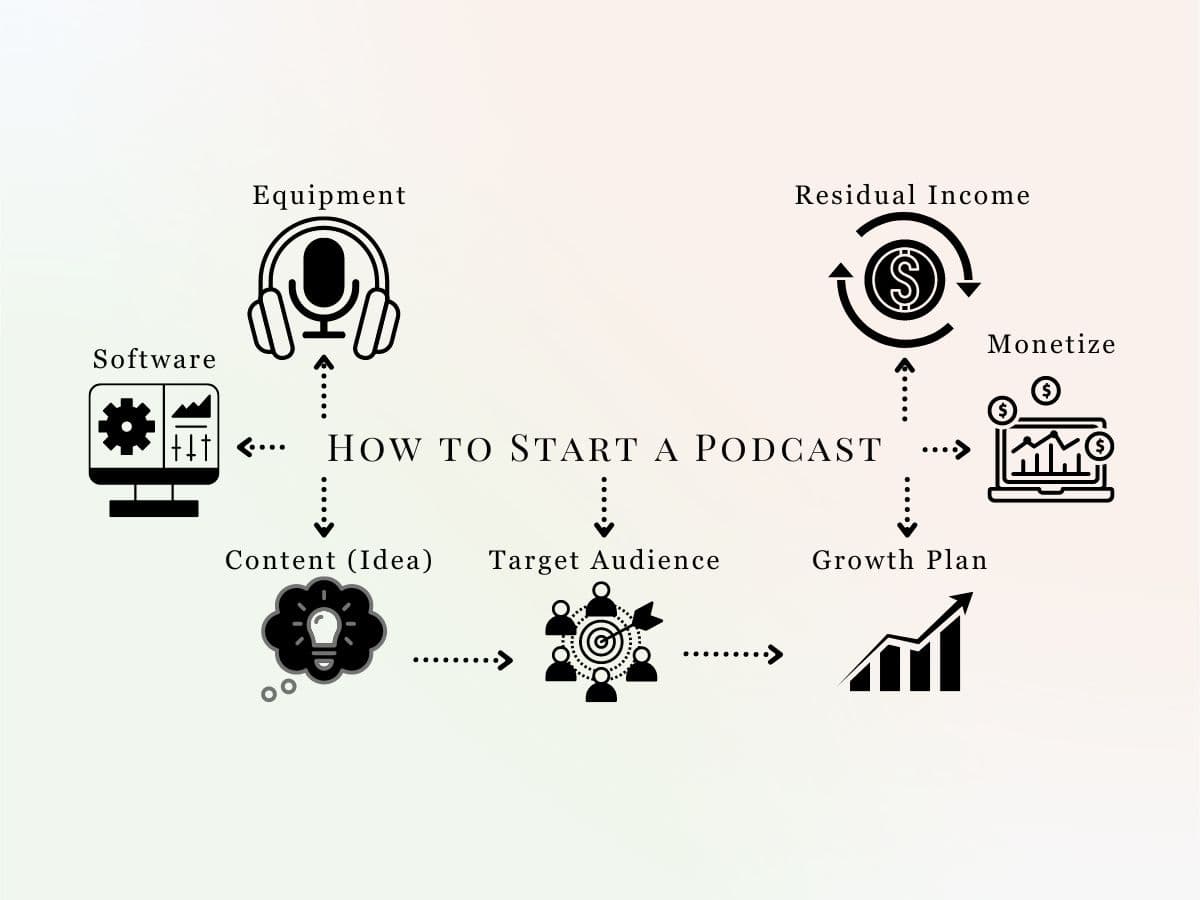 Equipment
Residual Income
Software
Monetize
How to Start a Podcast
Content (Idea)
Target Audience
Growth Plan